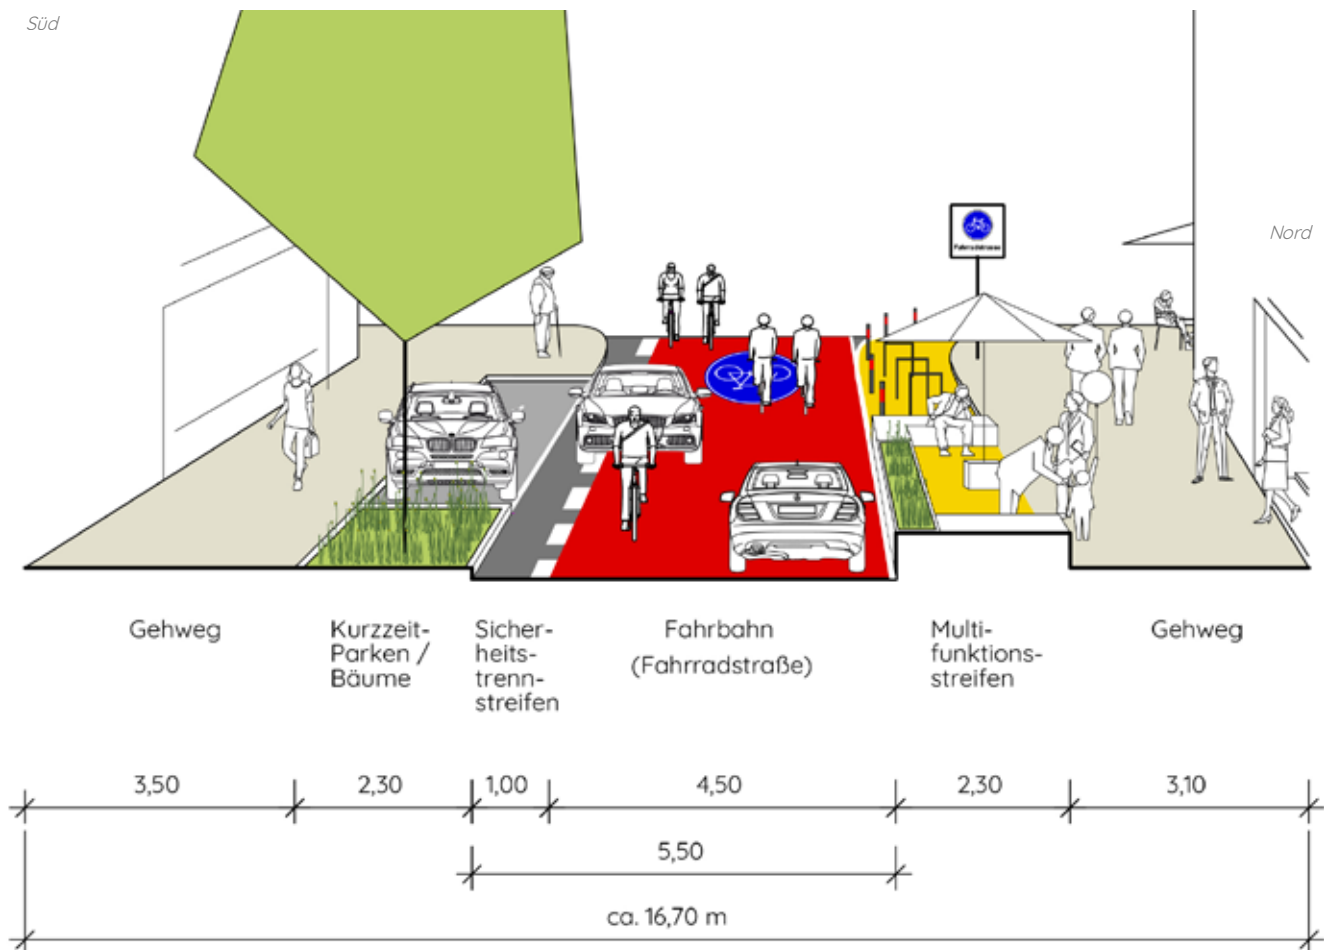 Süd
Nord
Fahrradstrasse
Gehweg
Kurzzeit-
Parken /
Bäume
Sicher-
heits-
trenn-
streifen
Fahrbahn
(Fahrradstraße)
Multi-
funktions-
streifen
Gehweg
3,50
2,30
1,00
4,50
2,30
3,10
5,50
ca. 16,70 m